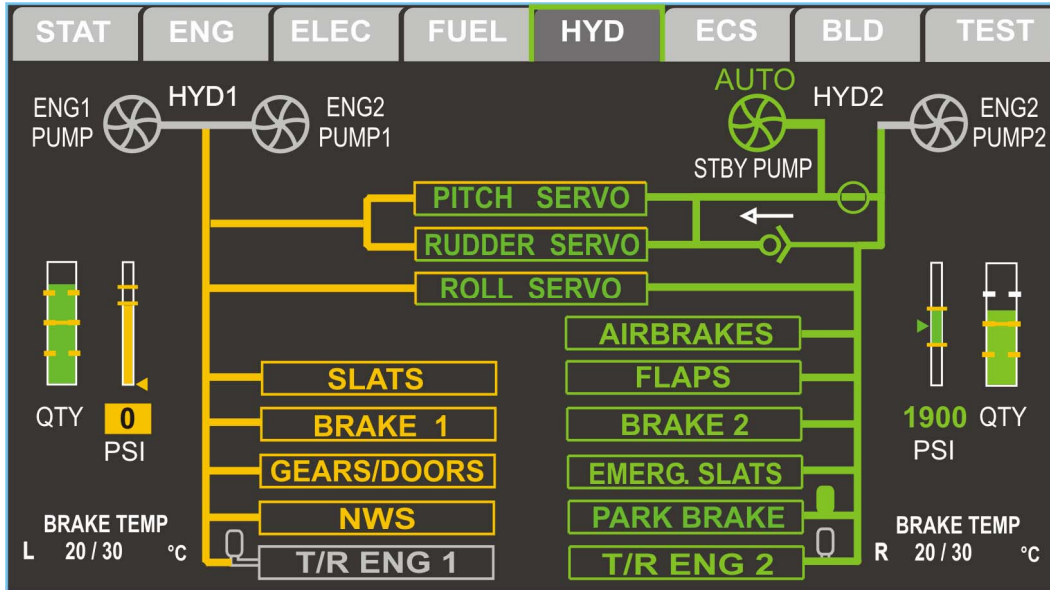 STAT ENG ELEC FUEL HYD ECS BLD TEST
AUTO
HYD1 HYD2
ENG1 ENG2 ENG2
PUMP PUMP1 PUMP2
STBY PUMP
PITCH SERVO
RUDDER SERVO
ROLL SERVO
AIRBRAKES
SLATS FLAPS
QTY 0 BRAKE 1 BRAKE 2 1900 QTY
PSI PSI
GEARS/DOORS EMERG. SLATS
NWS PARK BRAKE
BRAKE TEMP BRAKE TEMP
L 20 / 30 °C R 20 / 30 °C
T/R ENG 1 T/R ENG 2